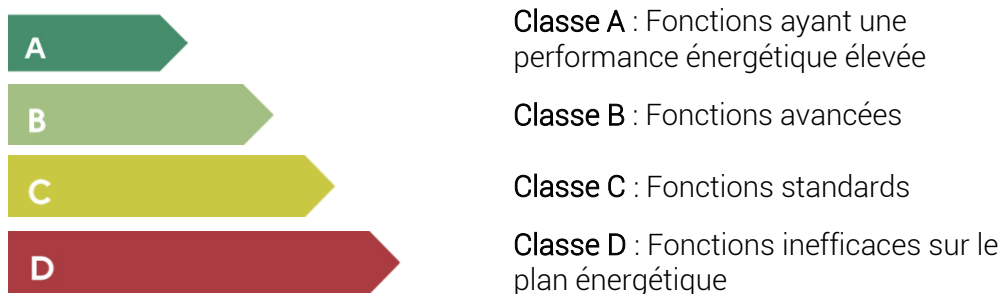 A
Classe A : Fonctions ayant une
performance énergétique élevée
B
Classe B : Fonctions avancées
C
Classe C : Fonctions standards
D
Classe D : Fonctions inefficaces sur le
plan énergétique